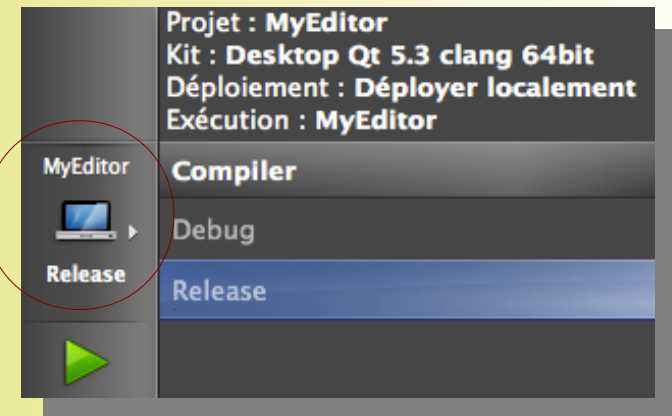 Projet : MyEditor
Kit : Desktop Qt 5.3 clang 64bit
Déploiement : Déployer localement
Exécution : MyEditor
MyEditor
Release
Compiler
Debug
Release